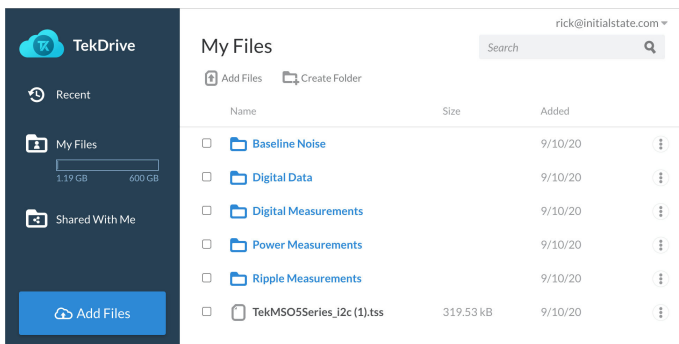 rick@initialstate.com
TK TekDrive
My Files
Search
Add Files Create Folder
Recent
Name Size Added
My Files
1.19 GB 600 GB
Baseline Noise 9/10/20
Digital Data 9/10/20
Shared With Me
Digital Measurements 9/10/20
Power Measurements 9/10/20
Ripple Measurements 9/10/20
Add Files
TekMSO5Series_i2c (1).tss 319.53 kB 9/10/20